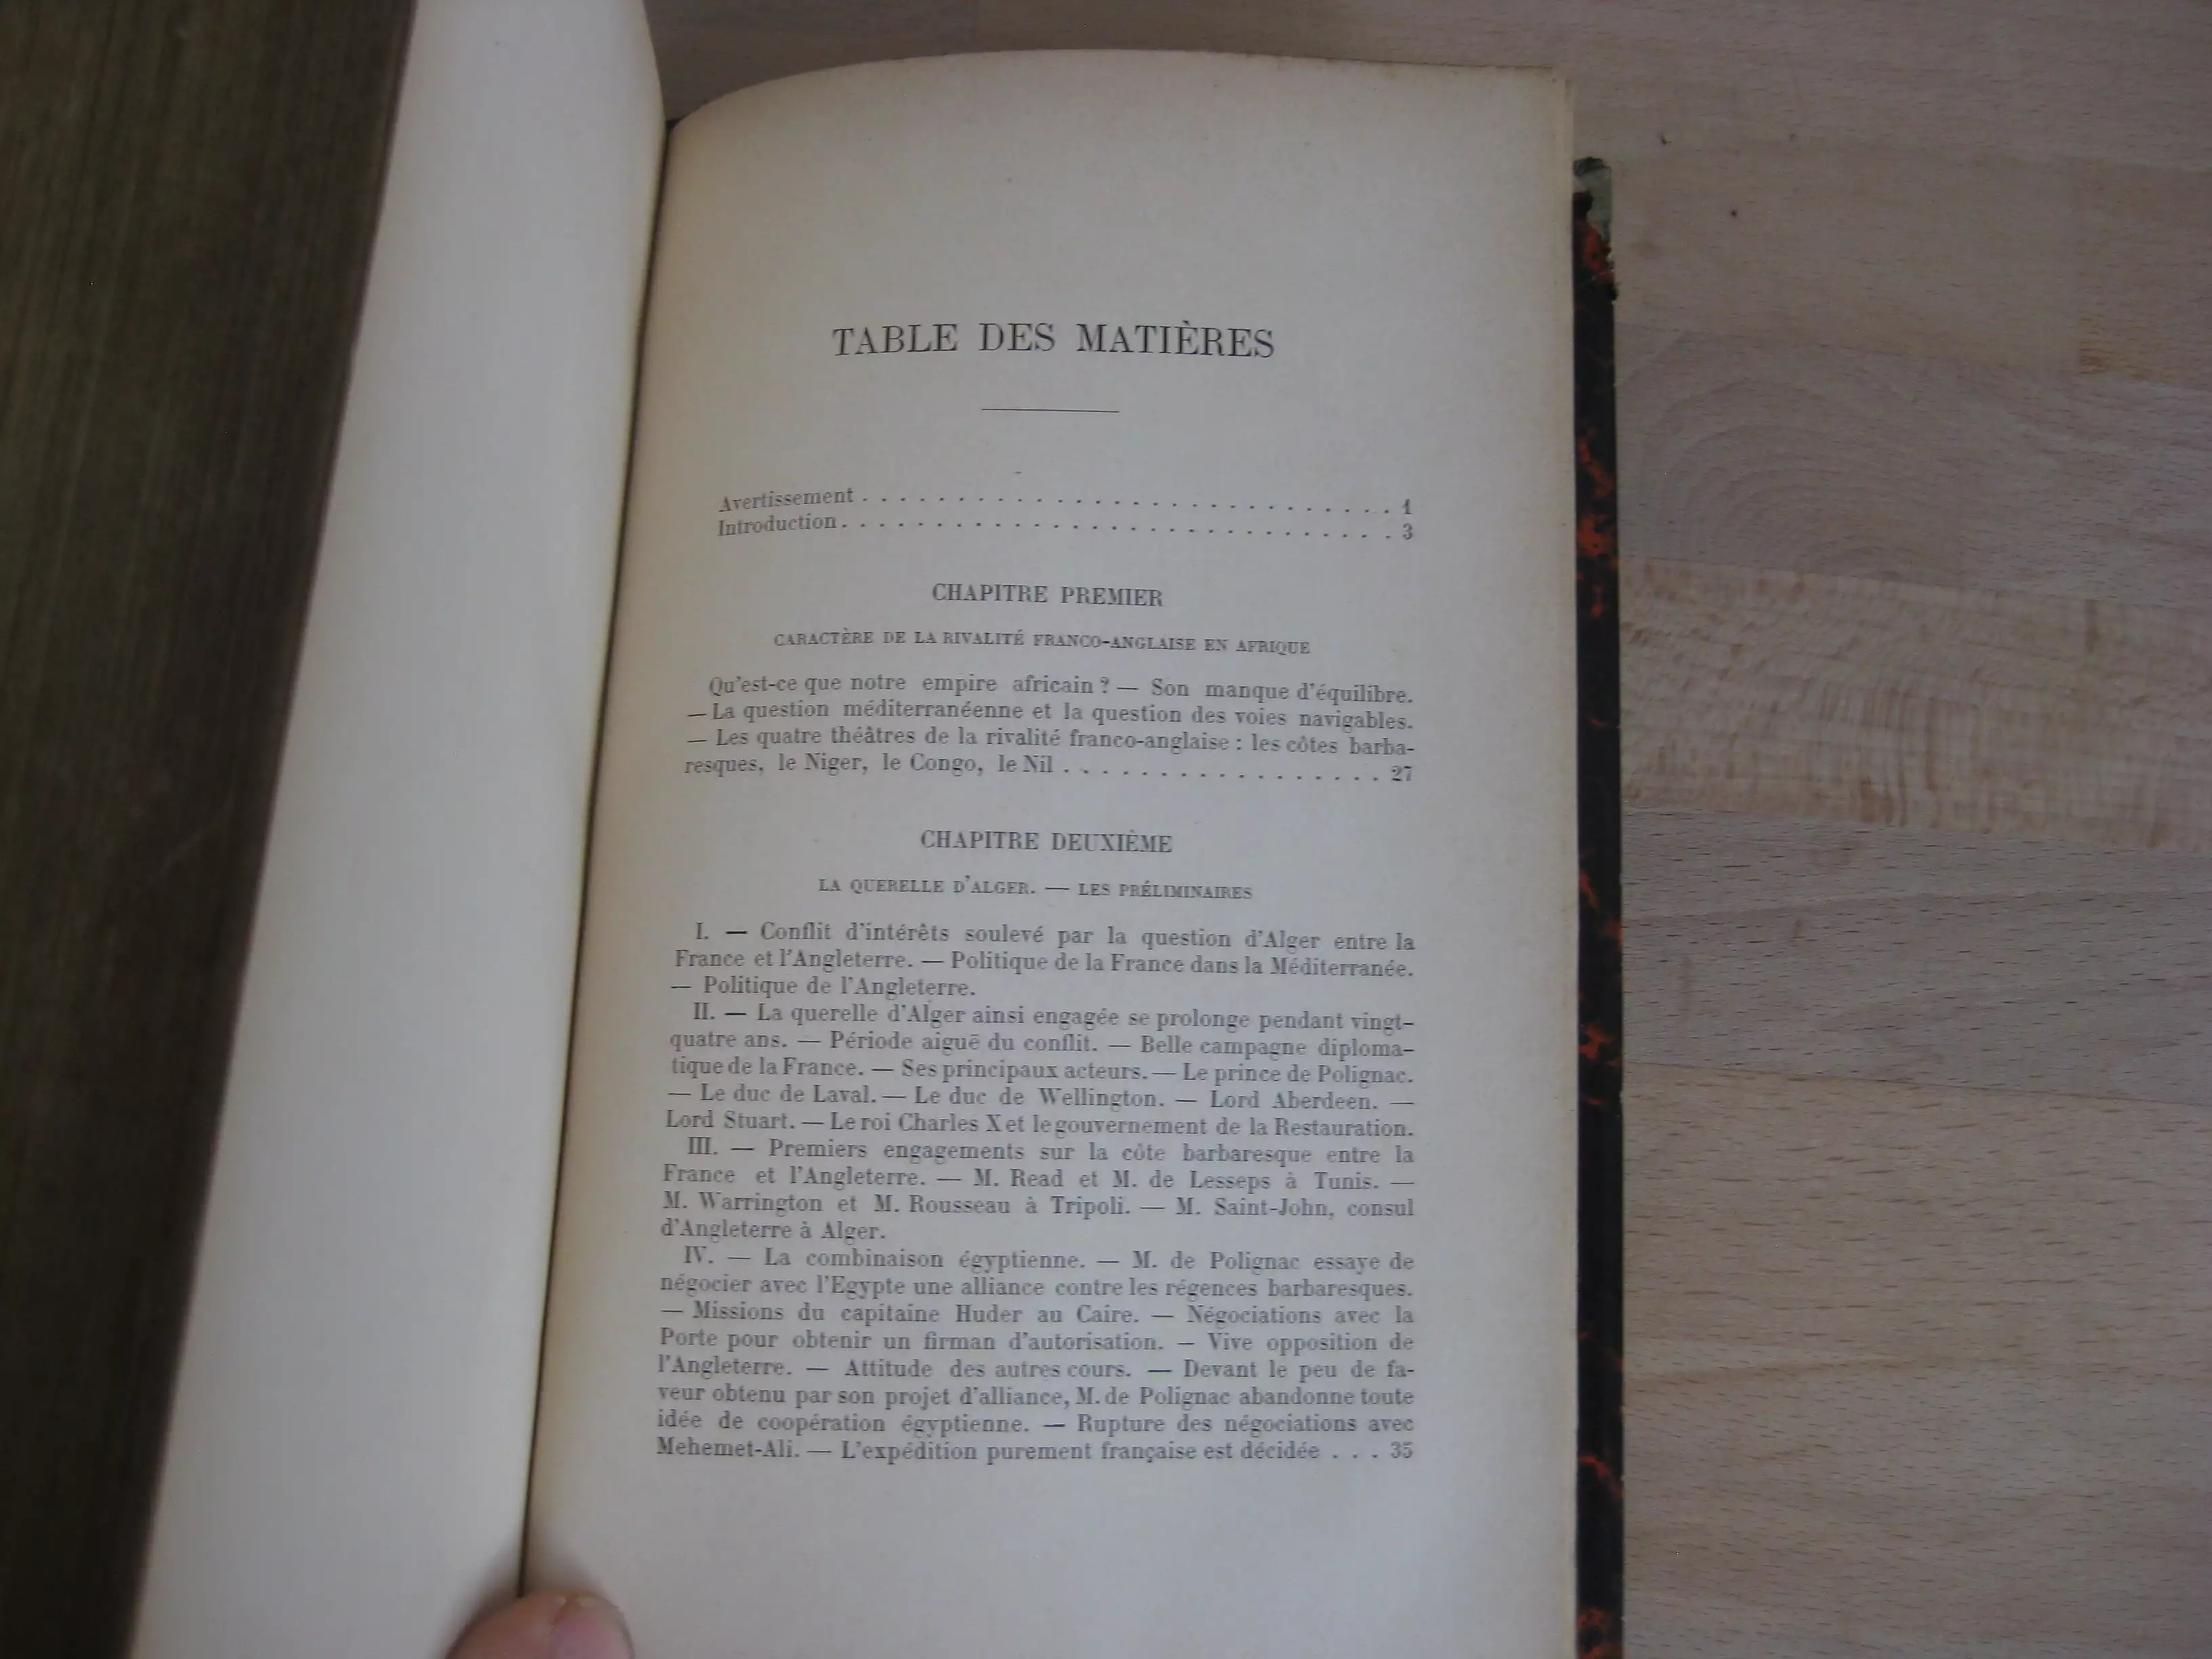 TABLE DES MATIÈRES
Avertissement . . . . . . . . . . . . . . . . . . . . . . . . . . . . 1
Introduction . . . . . . . . . . . . . . . . . . . . . . . . . . . . . 3
CHAPITRE PREMIER
CARACTÈRE DE LA RIVALITÉ FRANCO-ANGLAISE EN AFRIQUE
Qu'est-ce que notre empire africain ? — Son manque d'équilibre.
— La question méditerranéenne et la question des voies navigables.
— Les quatre théâtres de la rivalité franco-anglaise : les côtes barba-
resques, le Niger, le Congo, le Nil . . . . . . . . . . . . . . . . . 27
CHAPITRE DEUXIÈME
LA QUERELLE D'ALGER. — LES PRÉLIMINAIRES
I. — Conflit d'intérêts soulevé par la question d'Alger entre la
France et l'Angleterre. — Politique de la France dans la Méditerranée.
— Politique de l'Angleterre.
II. — La querelle d'Alger ainsi engagée se prolonge pendant vingt-
quatre ans. — Période aiguë du conflit. — Belle campagne diploma-
tique de la France. — Ses principaux acteurs. — Le prince de Polignac.
— Le duc de Laval. — Le duc de Wellington. — Lord Aberdeen. —
Lord Stuart. — Le roi Charles X et le gouvernement de la Restauration.
III. — Premiers engagements sur la côte barbaresque entre la
France et l'Angleterre. — M. Read et M. de Lesseps à Tunis. —
M. Warrington et M. Rousseau à Tripoli. — M. Saint-John, consul
d'Angleterre à Alger.
IV. — La combinaison égyptienne. — M. de Polignac essaye de
négocier avec l'Egypte une alliance contre les régences barbaresques.
— Missions du capitaine Huder au Caire. — Négociations avec la
Porte pour obtenir un firman d'autorisation. — Vive opposition de
l'Angleterre. — Attitude des autres cours. — Devant le peu de fa-
veur obtenu par son projet d'alliance, M. de Polignac abandonne toute
idée de coopération égyptienne. — Rupture des négociations avec
Mehemet-Ali. — L'expédition purement française est décidée . . . 35